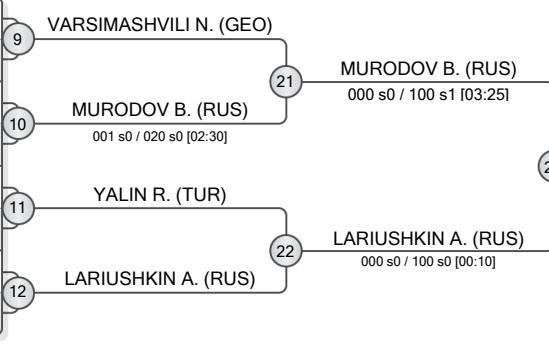 9
VARSIMASHVILI N. (GEO)
21
MURODOV B. (RUS)
000 s0 / 100 s1 [03:25]
10
MURODOV B. (RUS)
001 s0 / 020 s0 [02:30]
11
YALIN R. (TUR)
22
LARIUSHKIN A. (RUS)
000 s0 / 100 s0 [00:10]
12
LARIUSHKIN A. (RUS)